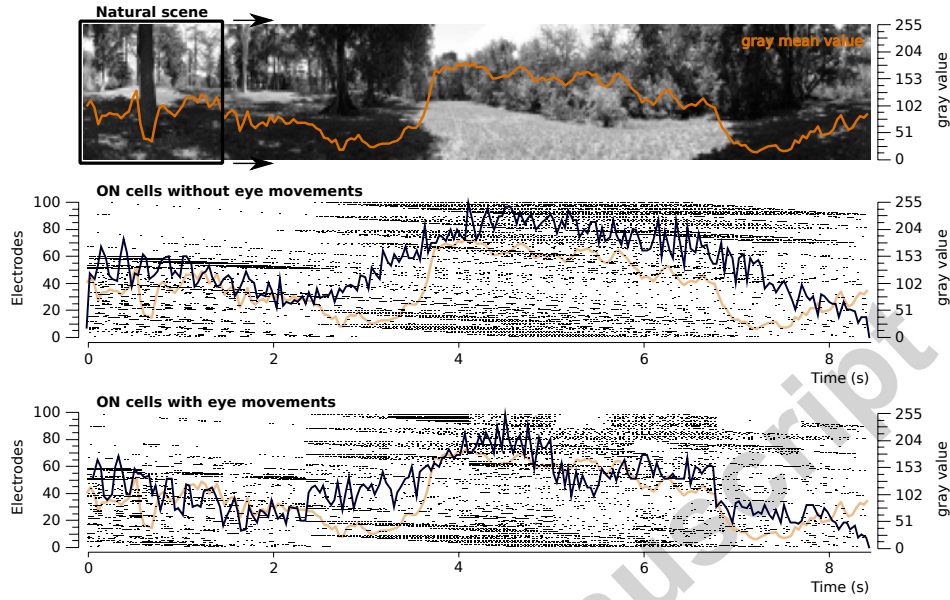 Natural scene
gray mean value
255
204
153
102
51
0
gray value
ON cells without eye movements
100
80
60
40
20
0
Electrodes
255
204
153
102
51
0
gray value
0 2 4 6 8
Time (s)
ON cells with eye movements
100
80
60
40
20
0
Electrodes
255
204
153
102
51
0
gray value
0 2 4 6 8
Time (s)
uscript